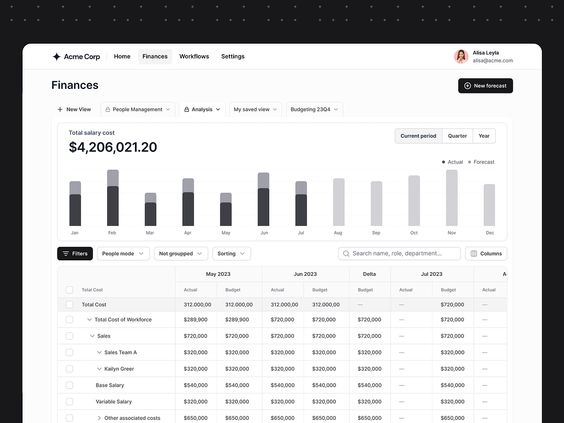 Acme Corp Home Finances Workflows Settings
Alisa Leyla
alisa@acme.com
Finances
New forecast
New View People Management Analysis My saved view Budgeting 23Q4
Total salary cost
$4,206,021.20
Current period Quarter Year
Actual Forecast
Jan Feb Mar Apr May Jun Jul Aug Sep Oct Nov Dec
Filters People mode Not groupped Sorting Search name, role, department... Columns
May 2023 Jun 2023 Delta Jul 2023 A
Total Cost Actual Budget Actual Budget Budget Actual Budget Actual
Total Cost 312.000,00 312.000,00 312.000,00 312.000,00 — — $720,000 —
Total Cost of Workforce $289,900 $289,900 $720,000 $720,000 $720,000 — $720,000 —
Sales $720,000 $720,000 $720,000 $720,000 $720,000 — $720,000 —
Sales Team A $320,000 $320,000 $320,000 $320,000 $320,000 — $320,000 —
Kailyn Greer $320,000 $320,000 $320,000 $320,000 $320,000 — $320,000 —
Base Salary $540,000 $540,000 $540,000 $540,000 $540,000 — $540,000 —
Variable Salary $320,000 $320,000 $320,000 $320,000 $320,000 — $320,000 —
Other associated costs $650,000 $650,000 $650,000 $650,000 $650,000 — $650,000 —